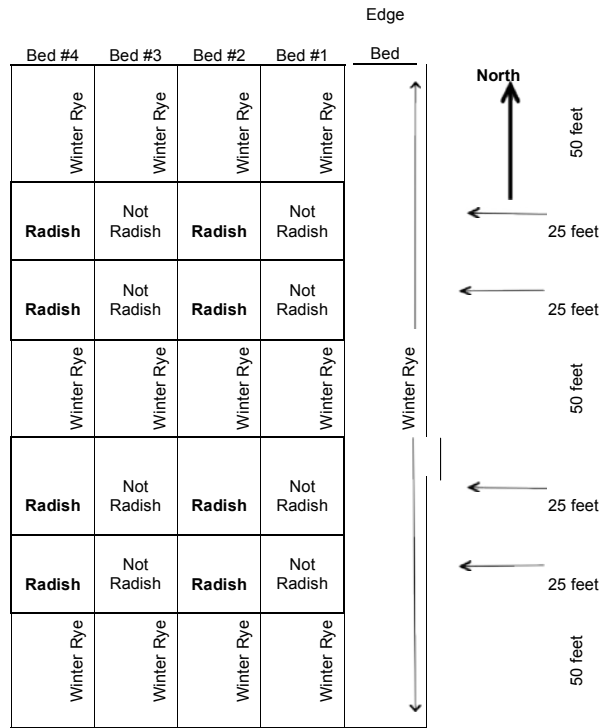 Edge
Bed #4 Bed #3 Bed #2 Bed #1 Bed
North
Winter Rye Winter Rye Winter Rye Winter Rye 50 feet
Not Not
Radish Radish Radish Radish 25 feet
Not Not
Radish Radish Radish Radish 25 feet
Winter Rye Winter Rye Winter Rye Winter Rye Winter Rye 50 feet
Not Not
Radish Radish Radish Radish 25 feet
Not Not
Radish Radish Radish Radish 25 feet
Winter Rye Winter Rye Winter Rye Winter Rye 50 feet